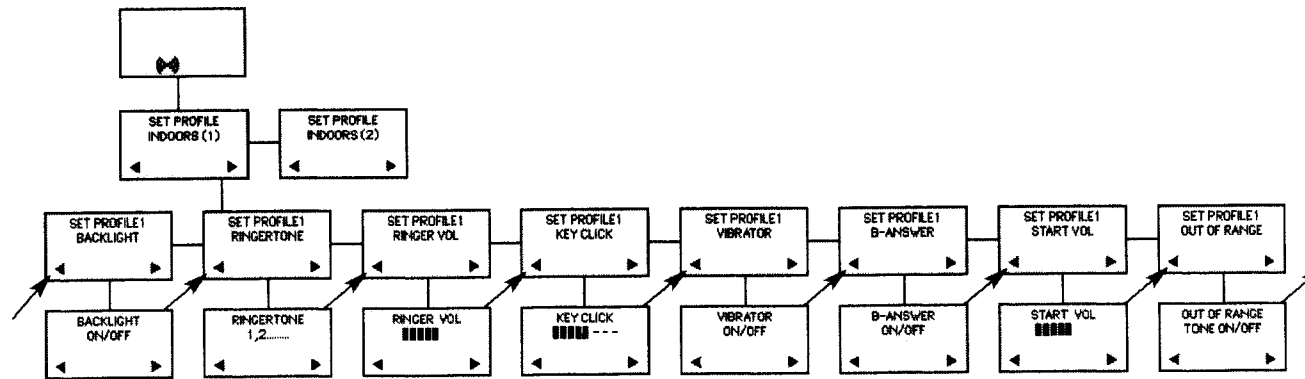 SET PROFILE
INDOORS (1)
SET PROFILE
INDOORS (2)
SET PROFILE1
BACKLIGHT
SET PROFILE1
RINGERTONE
SET PROFILE1
RINGER VOL
SET PROFILE1
KEY CLICK
SET PROFILE1
VIBRATOR
SET PROFILE1
B-ANSWER
SET PROFILE1
START VOL
SET PROFILE1
OUT OF RANGE
BACKLIGHT
ON/OFF
RINGERTONE
1,2........
RINGER VOL
KEY CLICK
---
VIBRATOR
ON/OFF
B-ANSWER
ON/OFF
START VOL
OUT OF RANGE
TONE ON/OFF